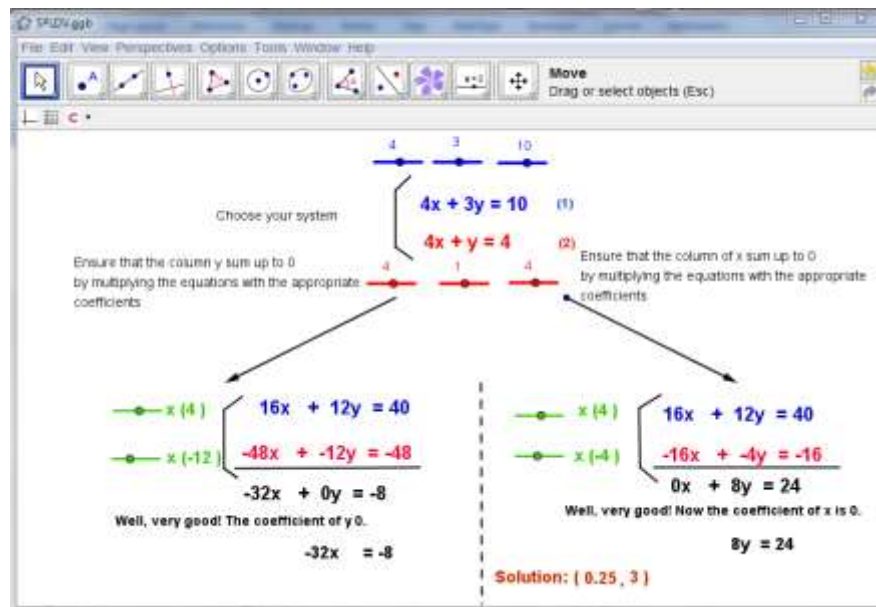 SPLDV.ggb
File Edit View Perspectives Options Tools Window Help
Move
Drag or select objects (Esc)
4 3 10
4x + 3y = 10 (1)
Choose your system
4x + y = 4 (2)
Ensure that the column y sum up to 0
by multiplying the equations with the appropriate
coefficients
4 1 4
Ensure that the column of x sum up to 0
by multiplying the equations with the appropriate
coefficients
x (4 ) 16x + 12y = 40
x (-12 ) -48x + -12y = -48
-32x + 0y = -8
Well, very good! The coefficient of y 0.
-32x = -8
x (4 ) 16x + 12y = 40
x (-4 ) -16x + -4y = -16
0x + 8y = 24
Well, very good! Now the coefficient of x is 0.
8y = 24
Solution: ( 0.25 , 3 )